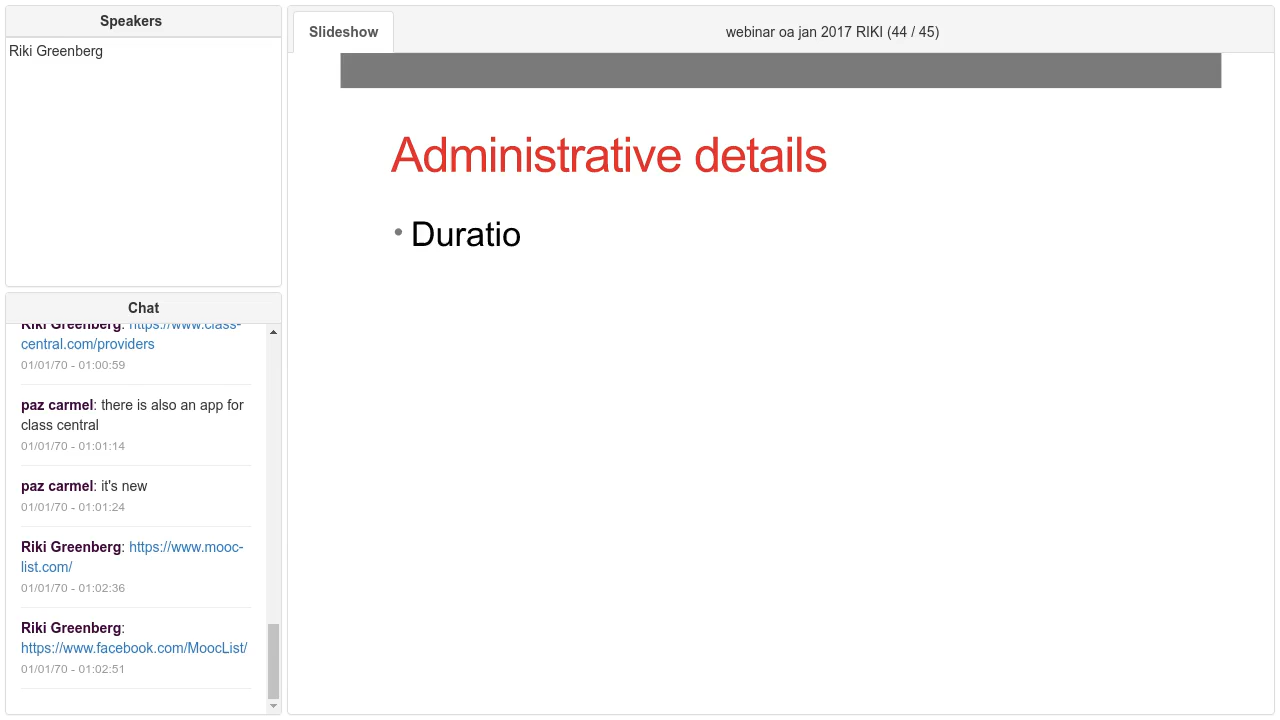 Speakers
Riki Greenberg
Chat
Riki Greenberg: https://www.class-
central.com/providers
01/01/70 - 01:00:59
paz carmel: there is also an app for
class central
01/01/70 - 01:01:14
paz carmel: it's new
01/01/70 - 01:01:24
Riki Greenberg: https://www.mooc-
list.com/
01/01/70 - 01:02:36
Riki Greenberg:
https://www.facebook.com/MoocList/
01/01/70 - 01:02:51
Slideshow
webinar oa jan 2017 RIKI (44 / 45)
Administrative details
• Duratio